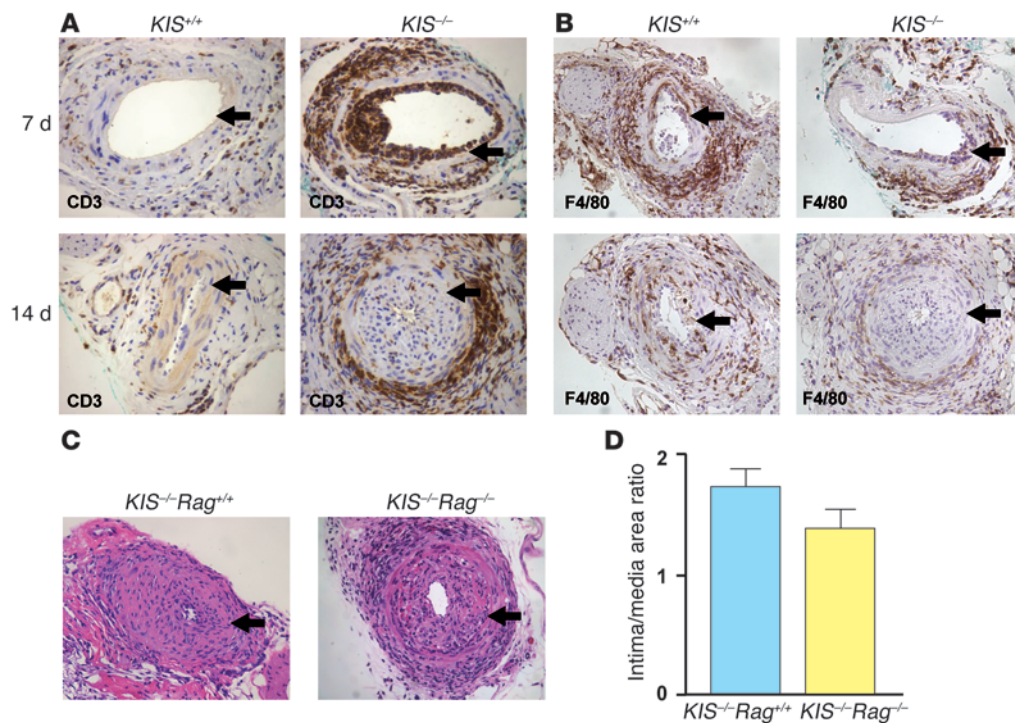 A KIS+/+ KIS−/− B KIS+/+ KIS−/−
7 d
CD3 CD3 F4/80 F4/80
14 d
CD3 CD3 F4/80 F4/80
C
KIS−/−Rag+/+ KIS−/−Rag−/−
D
Intima/media area ratio
2
1
0
KIS−/−Rag+/+ KIS−/−Rag−/−